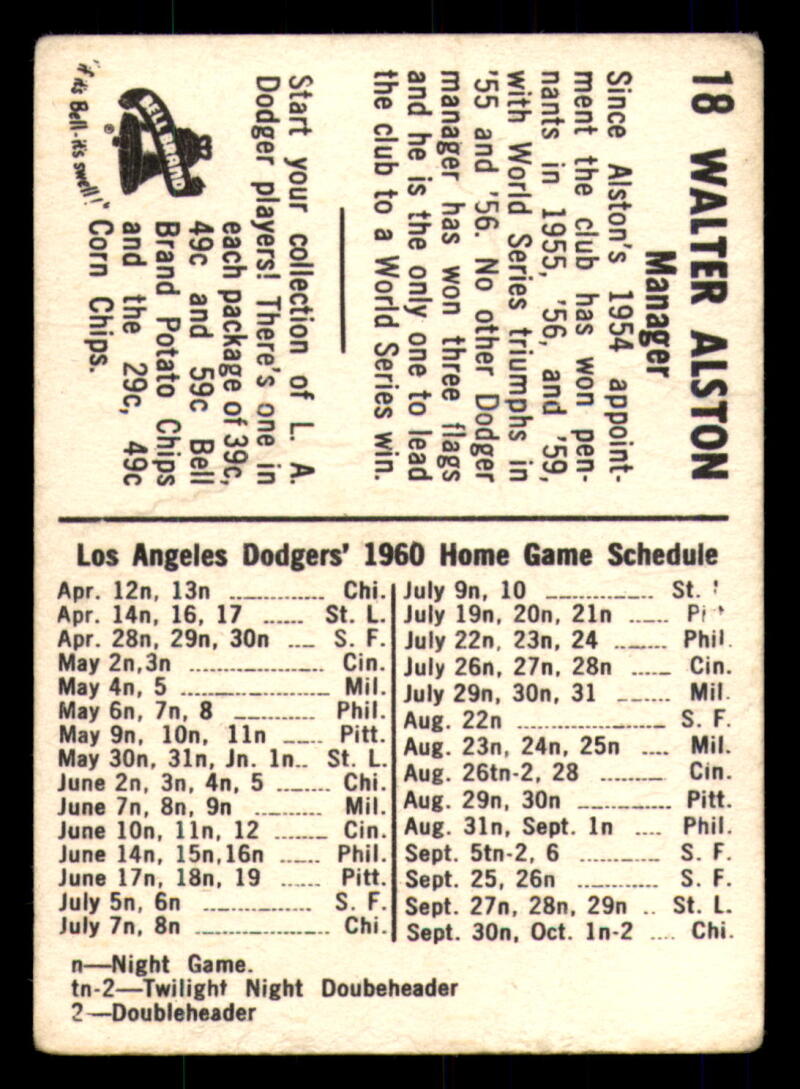 18 WALTER ALSTON
Manager
Since Alston's 1954 appoint-
ment the club has won pen-
nants in 1955, '56, and '59,
with World Series triumphs in
'55 and '56. No other Dodger
manager has won three flags
and he is the only one to lead
the club to a World Series win.
Start your collection of L. A.
Dodger players! There's one in
each package of 39c,
49c and 59c Bell
Brand Potato Chips
and the 29c, 49c
Corn Chips.
BELL BRAND
®
"if it's Bell-it's swell!"
Los Angeles Dodgers' 1960 Home Game Schedule
Apr. 12n, 13n ............ Chi.
Apr. 14n, 16, 17 ...... St. L.
Apr. 28n, 29n, 30n .... S. F.
May 2n,3n .................... Cin.
May 4n, 5 ..................... Mil.
May 6n, 7n, 8 ............ Phil.
May 9n, 10n, 11n ...... Pitt.
May 30n, 31n, Jn. 1n.. St. L.
June 2n, 3n, 4n, 5 ........ Chi.
June 7n, 8n, 9n .......... Mil.
June 10n, 11n, 12 ........ Cin.
June 14n, 15n,16n ...... Phil.
June 17n, 18n, 19 ...... Pitt.
July 5n, 6n ................ S. F.
July 7n, 8n .................... Chi.
July 9n, 10 ................ St.
July 19n, 20n, 21n ......
July 22n, 23n, 24 ........ Phil.
July 26n, 27n, 28n ...... Cin.
July 29n, 30n, 31 ........ Mil.
Aug. 22n ...................... S. F.
Aug. 23n, 24n, 25n .... Mil.
Aug. 26tn-2, 28 .......... Cin.
Aug. 29n, 30n .............. Pitt.
Aug. 31n, Sept. 1n .... Phil.
Sept. 5tn-2, 6 ............ S. F.
Sept. 25, 26n ............ S. F.
Sept. 27n, 28n, 29n .. St. L.
Sept. 30n, Oct. 1n-2 .... Chi.
n—Night Game.
tn-2—Twilight Night Doubeheader
2—Doubleheader